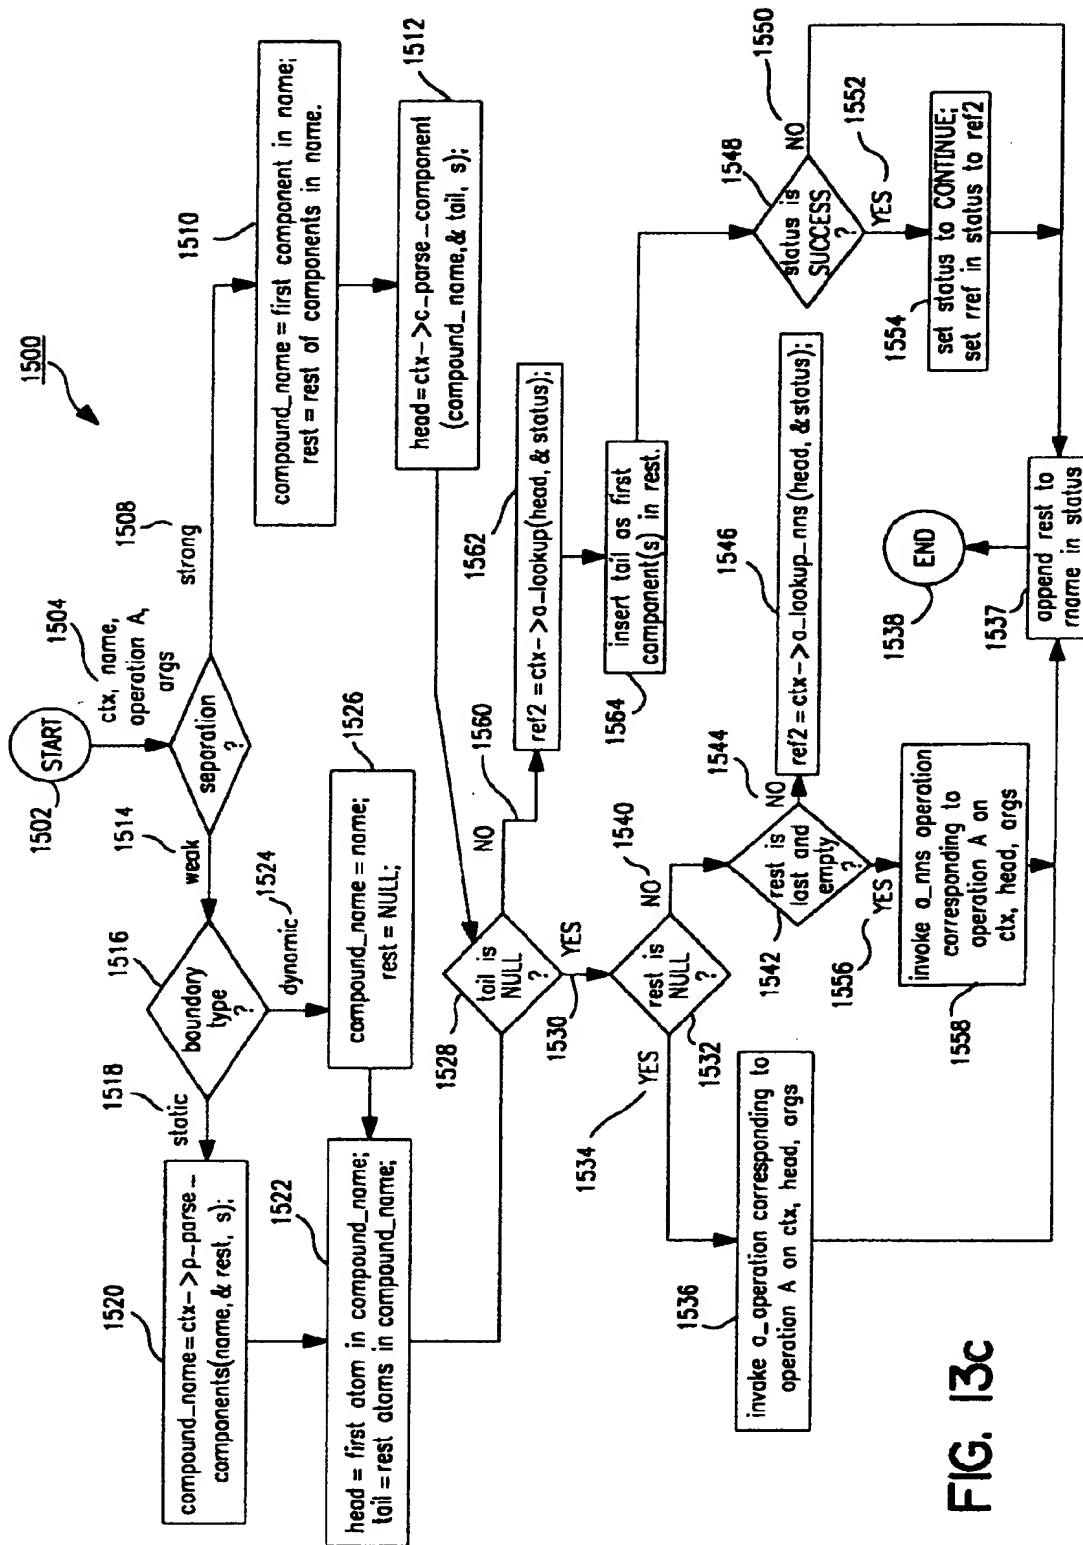 1500
START
1502
1504
ctx, name,
operation A,
args
separation
?
1508
strong
1510
compound_name = first component in name;
rest = rest of components in name.
1512
head=ctx->c-parse-component
(compound_name,& tail, s);
1514
weak
1516
boundary
type
?
1518
static
1520
compound_name=ctx->p-parse-
components(name,& rest, s);
1524
dynamic
1526
compound_name = name;
rest = NULL;
1522
head = first atom in compound_name;
tail = rest atoms in compound_name;
1528
tail is
NULL
?
NO
1560
1562
ref2 = ctx->a-lookup(head, & status);
1564
insert tail as first
component(s) in rest.
1548
status is
SUCCESS
?
NO
1550
YES
1552
1554
set status to CONTINUE;
set rref in status to ref2
YES
1530
rest is
NULL
?
1532
YES
1534
1536
invoke a_operation corresponding to
operation A on ctx, head, args
NO
1540
1542
rest is
last and
empty
?
NO
1544
1546
ref2= ctx->a-lookup-nns(head, &status);
YES
1556
invoke a_nns operation
corresponding to
operation A on
ctx, head, args
1558
1537
append rest to
rname in status
END
1538
FIG. 13c